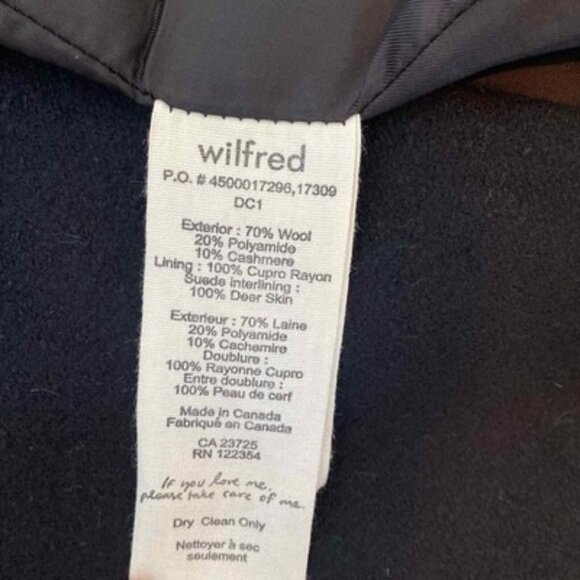 wilfred
P.O. # 4500017296,17309
DC1
Exterior : 70% Wool
20% Polyamide
10% Cashmere
Lining : 100% Cupro Rayon
Suede interlining :
100% Deer Skin
Exterieur : 70% Laine
20% Polyamide
10% Cachemire
Doublure :
100% Rayonne Cupro
Entre doublure :
100% Peau de cerf
Made in Canada
Fabriqué en Canada
CA 23725
RN 122354
If you love me,
please take care of me.
Dry Clean Only
Nettoyer à sec
seulement